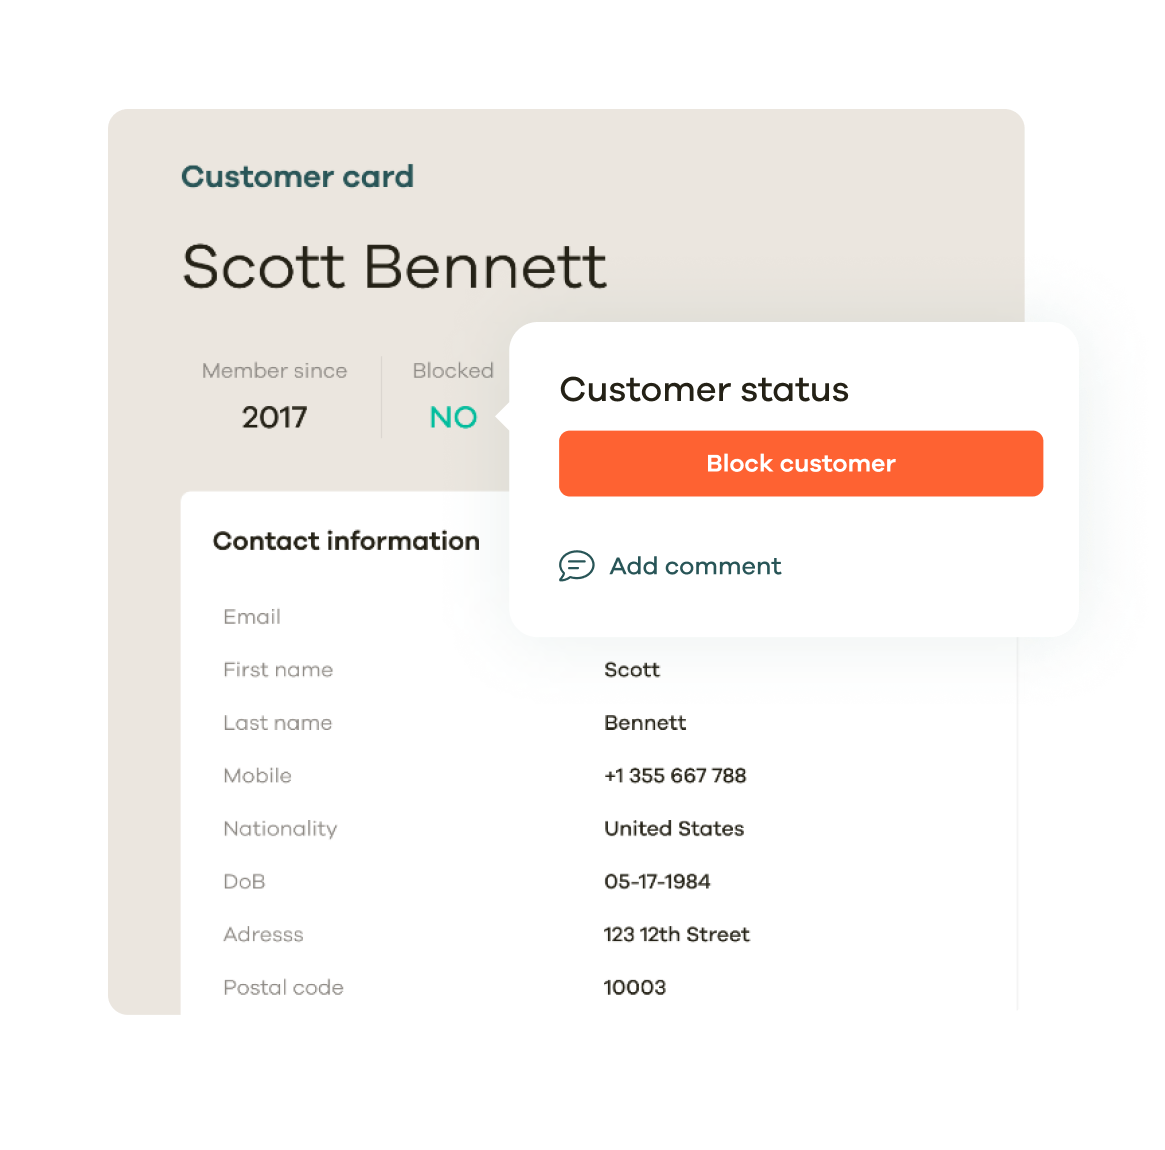 Customer card
Scott Bennett
Member since
2017
Blocked
NO
Customer status
Block customer
Add comment
Contact information
Email
First name Scott
Last name Bennett
Mobile +1 355 667 788
Nationality United States
DoB 05-17-1984
Adresss 123 12th Street
Postal code 10003